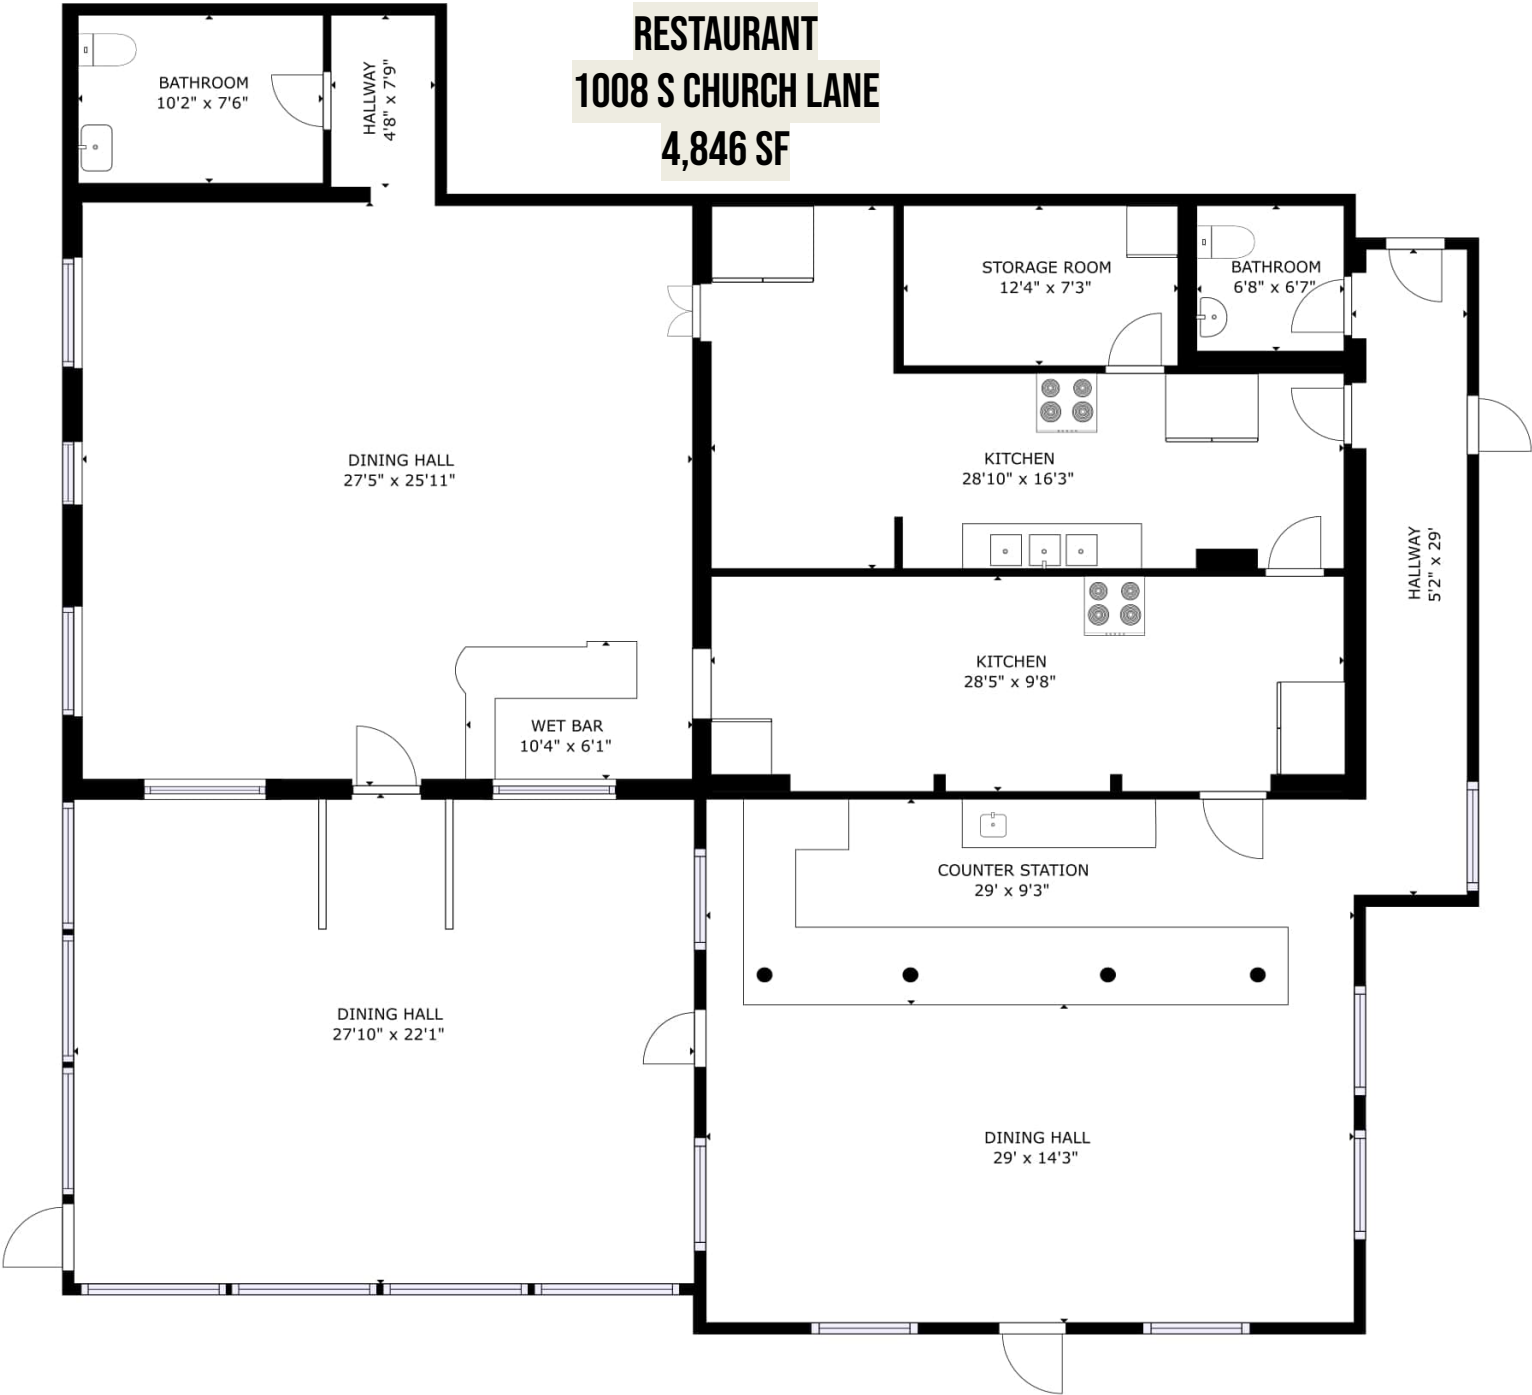 RESTAURANT
1008 S CHURCH LANE
4,846 SF
BATHROOM
10'2" x 7'6"
HALLWAY
4'8" x 7'9"
STORAGE ROOM
12'4" x 7'3"
BATHROOM
6'8" x 6'7"
DINING HALL
27'5" x 25'11"
KITCHEN
28'10" x 16'3"
HALLWAY
5'2" x 29'
KITCHEN
28'5" x 9'8"
WET BAR
10'4" x 6'1"
COUNTER STATION
29' x 9'3"
DINING HALL
27'10" x 22'1"
DINING HALL
29' x 14'3"